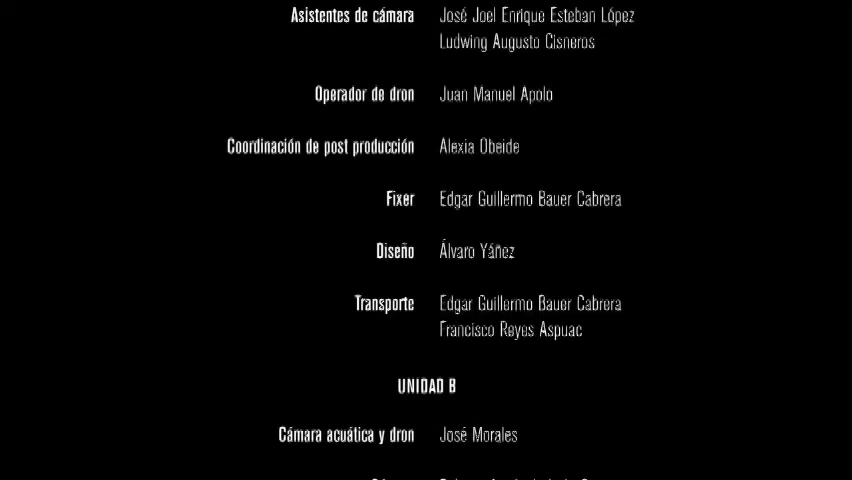 Asistentes de cámara José Joel Enrique Esteban López
Ludwing Augusto Cisneros
Operador de dron Juan Manuel Apolo
Coordinación de post producción Alexia Obeide
Fixer Edgar Guillermo Bauer Cabrera
Diseño Álvaro Yáñez
Transporte Edgar Guillermo Bauer Cabrera
Francisco Reyes Aspuac
UNIDAD B
Cámara acuática y dron José Morales